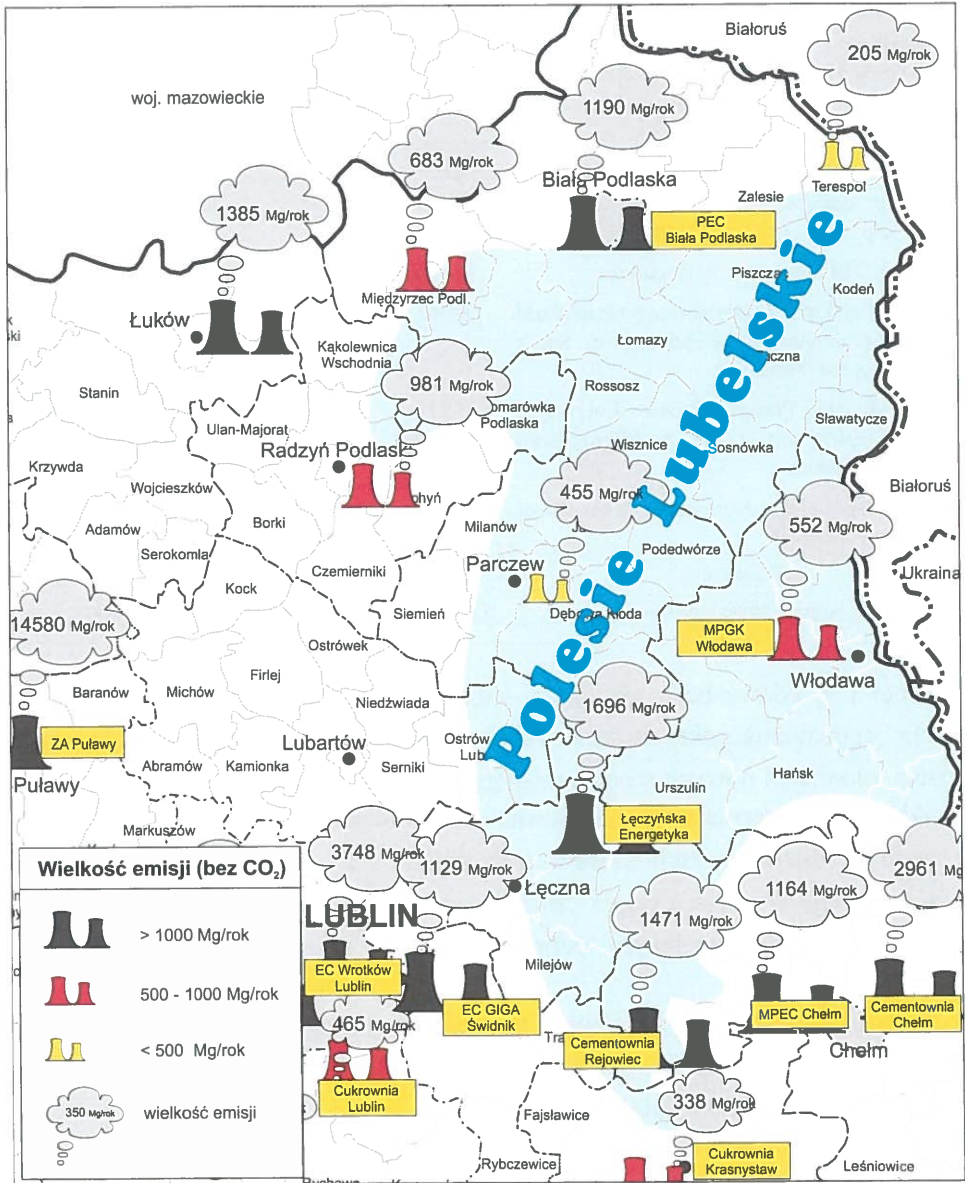 Białoruś
205 Mg/rok
woj. mazowieckie
1190 Mg/rok
683 Mg/rok
Terespol
Biała Podlaska
Zalesie
1385 Mg/rok
PEC
Biała Podlaska
Piszczac
Kodeń
Międzyrzec Podl.
Łuków
Kąkolewnica
Wschodnia
Łomazy
981 Mg/rok
Rossosz
Stanin
Podlaska
Sławatycze
Ulan-Majorat
Wisznice
Sosnówka
Radzyń Podlaski
Krzywda
Wojcieszków
455 Mg/rok
Białoruś
Borki
Milanów
552 Mg/rok
Adamów
Serokomla
Podedwórze
Czemierniki
Parczew
Ukraina
Kock
Siemień
Dębowa Kłoda
14580 Mg/rok
MPGK
Włodawa
Ostrówek
Polesie Lubelskie
Firlej
Włodawa
Baranów
Michów
Niedźwiada
1696 Mg/rok
ZA Puławy
Lubartów
Ostrów
Lub
Abramów
Kamionka
Serniki
Hańsk
Puławy
Urszulin
Łęczyńska
Energetyka
Markuszów
3748 Mg/rok
1129 Mg/rok
2961 Mg
Wielkość emisji (bez CO₂)
Łęczna
1164 Mg/rok
1471 Mg/rok
LUBLIN
> 1000 Mg/rok
EC Wrotków
Lublin
Milejów
500 - 1000 Mg/rok
EC GIGA
Świdnik
MPEC Chełm
Cementownia
Chełm
465 Mg/rok
Cementownia
Rejowiec
Chełm
< 500 Mg/rok
Cukrownia
Lublin
350 Mg/rok
wielkość emisji
338 Mg/rok
Fajsławice
Cukrownia
Krasnystaw
Rybczewice
Leśniowice